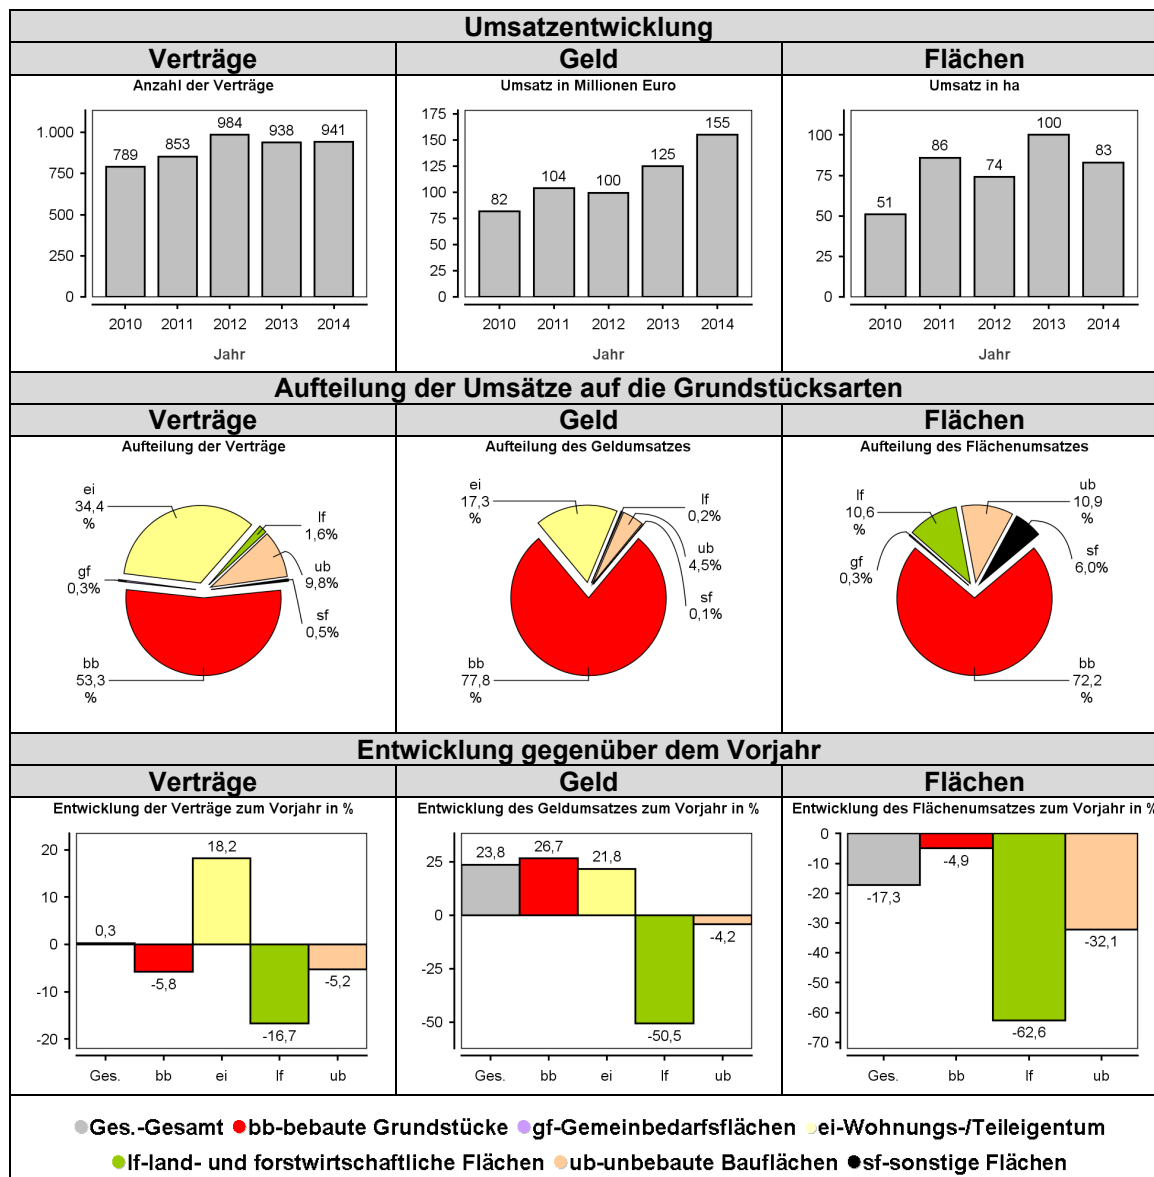 Umsatzentwicklung
Verträge Geld Flächen
Anzahl der Verträge
1.000
750
500
250
0
789
853
984
938
941
2010 2011 2012 2013 2014
Jahr
Umsatz in Millionen Euro
175
150
125
100
75
50
25
0
82
104
100
125
155
2010 2011 2012 2013 2014
Jahr
Umsatz in ha
100
75
50
25
0
51
86
74
100
83
2010 2011 2012 2013 2014
Jahr
Aufteilung der Umsätze auf die Grundstücksarten
Verträge Geld Flächen
Aufteilung der Verträge
ei
34,4
%
lf
1,6%
ub
9,8%
gf
0,3%
sf
0,5%
bb
53,3
%
Aufteilung des Geldumsatzes
ei
17,3
%
lf
0,2%
ub
4,5%
sf
0,1%
bb
77,8
%
Aufteilung des Flächenumsatzes
lf
10,6
%
ub
10,9
%
gf
0,3%
sf
6,0%
bb
72,2
%
Entwicklung gegenüber dem Vorjahr
Verträge Geld Flächen
Entwicklung der Verträge zum Vorjahr in %
20
10
0
-10
-20
0,3
-5,8
18,2
-16,7
-5,2
Ges. bb ei lf ub
Entwicklung des Geldumsatzes zum Vorjahr in %
25
0
-25
-50
23,8
26,7
21,8
-50,5
-4,2
Ges. bb ei lf ub
Entwicklung des Flächenumsatzes zum Vorjahr in %
0
-10
-20
-30
-40
-50
-60
-70
-17,3
-4,9
-62,6
-32,1
Ges. bb lf ub
Ges.-Gesamt bb-bebaute Grundstücke gf-Gemeinbedarfsflächen ei-Wohnungs-/Teileigentum
lf-land- und forstwirtschaftliche Flächen ub-unbebaute Bauflächen sf-sonstige Flächen